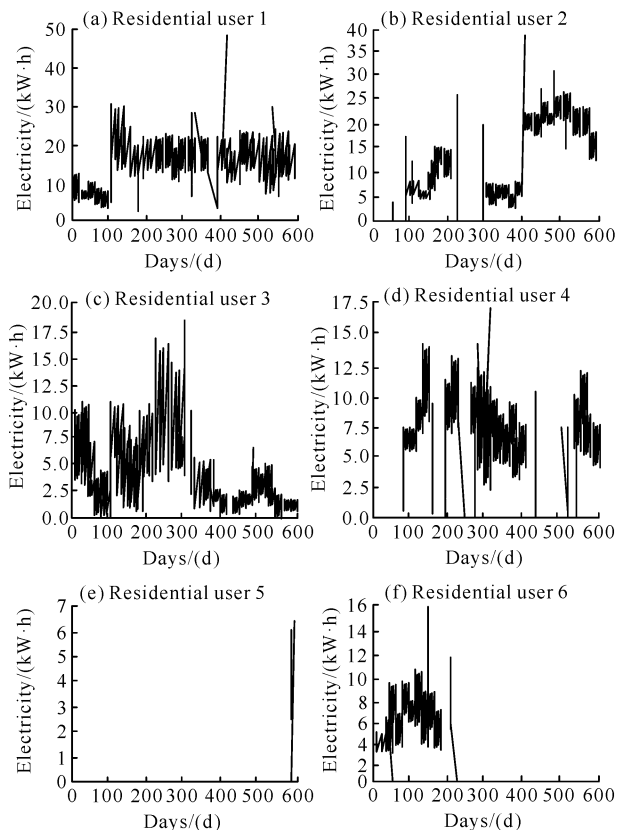 (a) Residential user 1
Electricity/(kW·h)
50
40
30
20
10
0
0 100 200 300 400 500 600
Days/(d)
(b) Residential user 2
Electricity/(kW·h)
40
35
30
25
20
15
10
5
0
0 100 200 300 400 500 600
Days/(d)
(c) Residential user 3
Electricity/(kW·h)
20.0
17.5
15.0
12.5
10.0
7.5
5.0
2.5
0.0
0 100 200 300 400 500 600
Days/(d)
(d) Residential user 4
Electricity/(kW·h)
17.5
15.0
12.5
10.0
7.5
5.0
2.5
0.0
0 100 200 300 400 500 600
Days/(d)
(e) Residential user 5
Electricity/(kW·h)
7
6
5
4
3
2
1
0
0 100 200 300 400 500 600
Days/(d)
(f) Residential user 6
Electricity/(kW·h)
16
14
12
10
8
6
4
2
0
0 100 200 300 400 500 600
Days/(d)